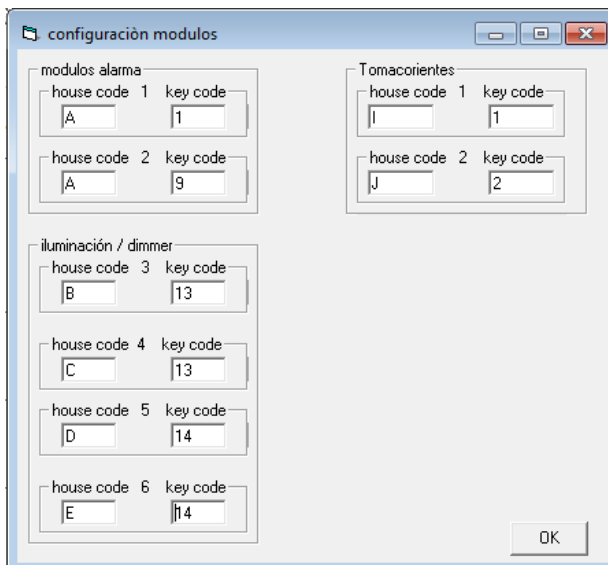 configuraciòn modulos
modulos alarma
house code 1 key code
A 1
house code 2 key code
A 9
iluminación / dimmer
house code 3 key code
B 13
house code 4 key code
C 13
house code 5 key code
D 14
house code 6 key code
E 14
Tomacorientes
house code 1 key code
I 1
house code 2 key code
J 2
OK